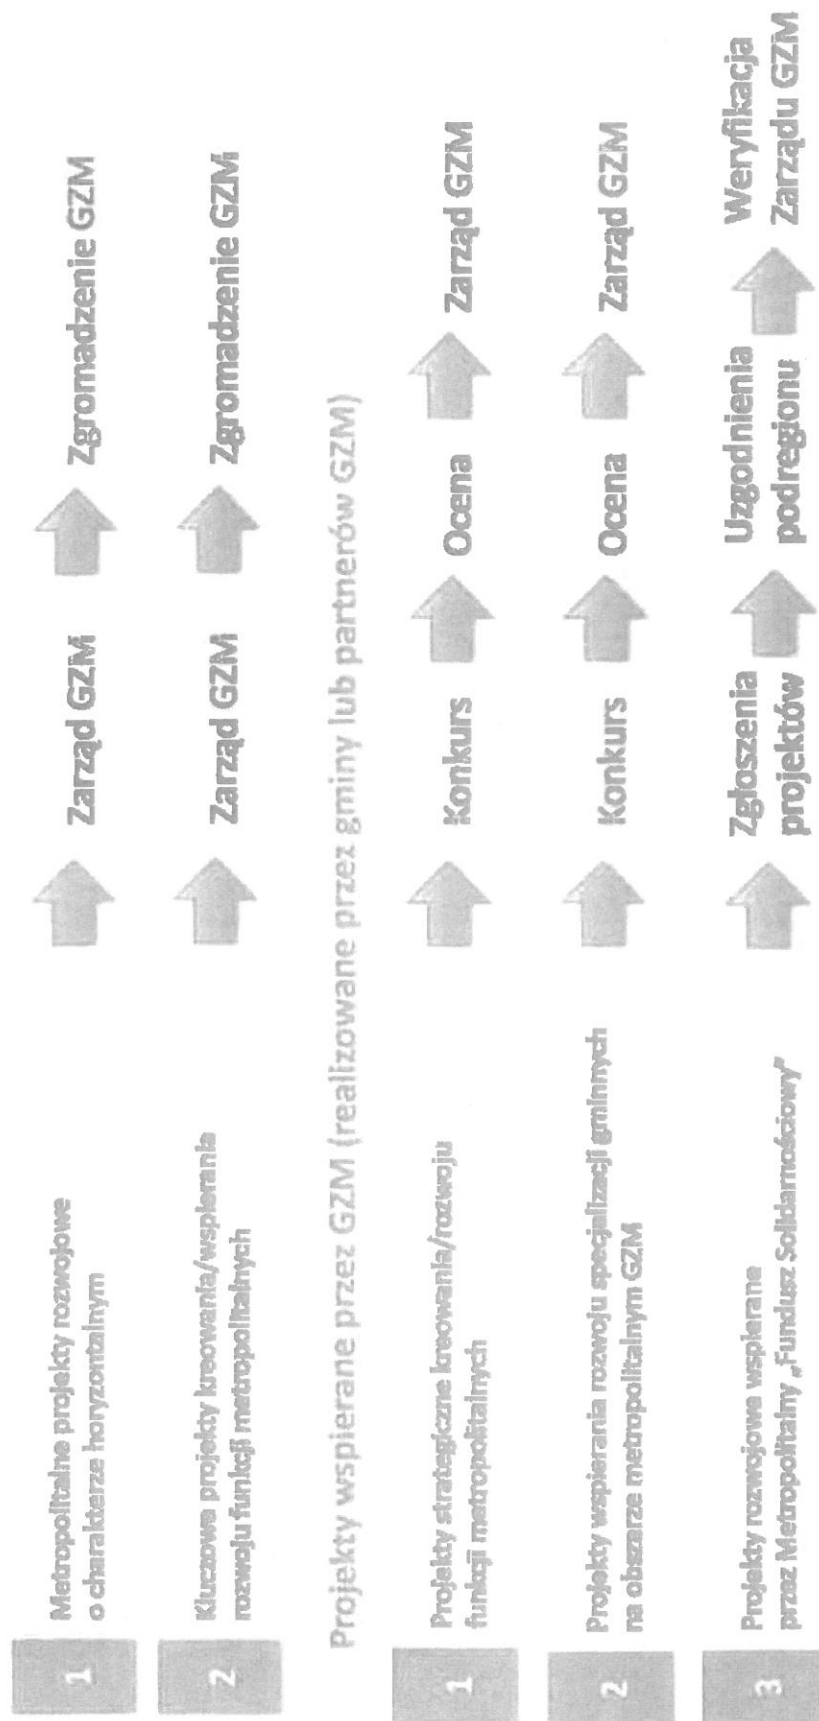 1
Metropolitalne projekty rozwojowe
o charakterze horyzontalnym
Zarząd GZM
Zgromadzenie GZM
2
Kluczowe projekty kreowania/wspierania
rozwoju funkcji metropolitalnych
Zarząd GZM
Zgromadzenie GZM
Projekty wspierane przez GZM (realizowane przez gminy lub partnerów GZM)
1
Projekty strategiczne kreowania/rozwoju
funkcji metropolitalnych
Konkurs
Ocena
Zarząd GZM
2
Projekty wspierania rozwoju specjalizacji gminnych
na obszarze metropolitalnym GZM
Konkurs
Ocena
Zarząd GZM
3
Projekty rozwojowe wspierane
przez Metropolitalny „Fundusz Solidarnościowy"
Zgłoszenia
projektów
Uzgodnienia
podregionu
Weryfikacja
Zarządu GZM